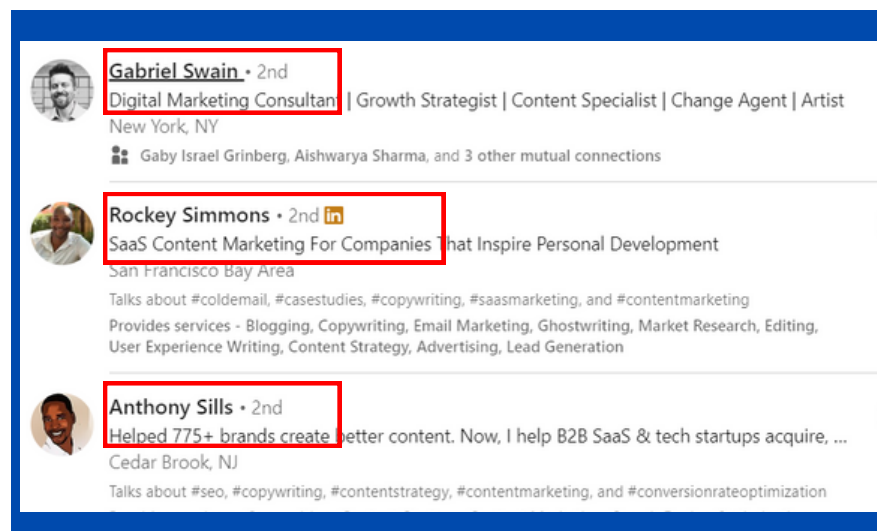 Gabriel Swain • 2nd
Digital Marketing Consultant | Growth Strategist | Content Specialist | Change Agent | Artist
New York, NY
Gaby Israel Grinberg, Aishwarya Sharma, and 3 other mutual connections
Rockey Simmons • 2nd in
SaaS Content Marketing For Companies That Inspire Personal Development
San Francisco Bay Area
Talks about #coldemail, #casestudies, #copywriting, #saasmarketing, and #contentmarketing
Provides services - Blogging, Copywriting, Email Marketing, Ghostwriting, Market Research, Editing,
User Experience Writing, Content Strategy, Advertising, Lead Generation
Anthony Sills • 2nd
Helped 775+ brands create better content. Now, I help B2B SaaS & tech startups acquire, ...
Cedar Brook, NJ
Talks about #seo, #copywriting, #contentstrategy, #contentmarketing, and #conversionrateoptimization